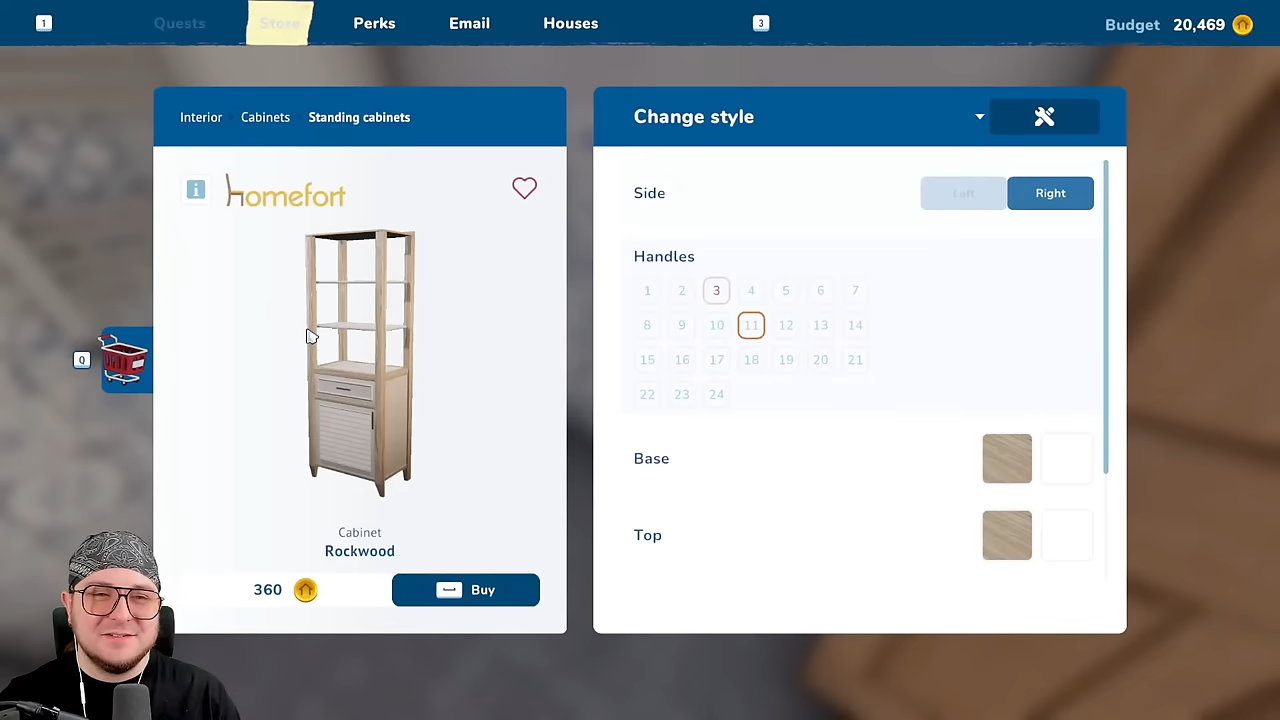 1
Quests
Store
Perks
Email
Houses
3
Budget 20,469
Interior Cabinets Standing cabinets
i homefort
Cabinet
Rockwood
360
Buy
Q
Change style
Side
Left
Right
Handles
1 2 3 4 5 6 7
8 9 10 11 12 13 14
15 16 17 18 19 20 21
22 23 24
Base
Top